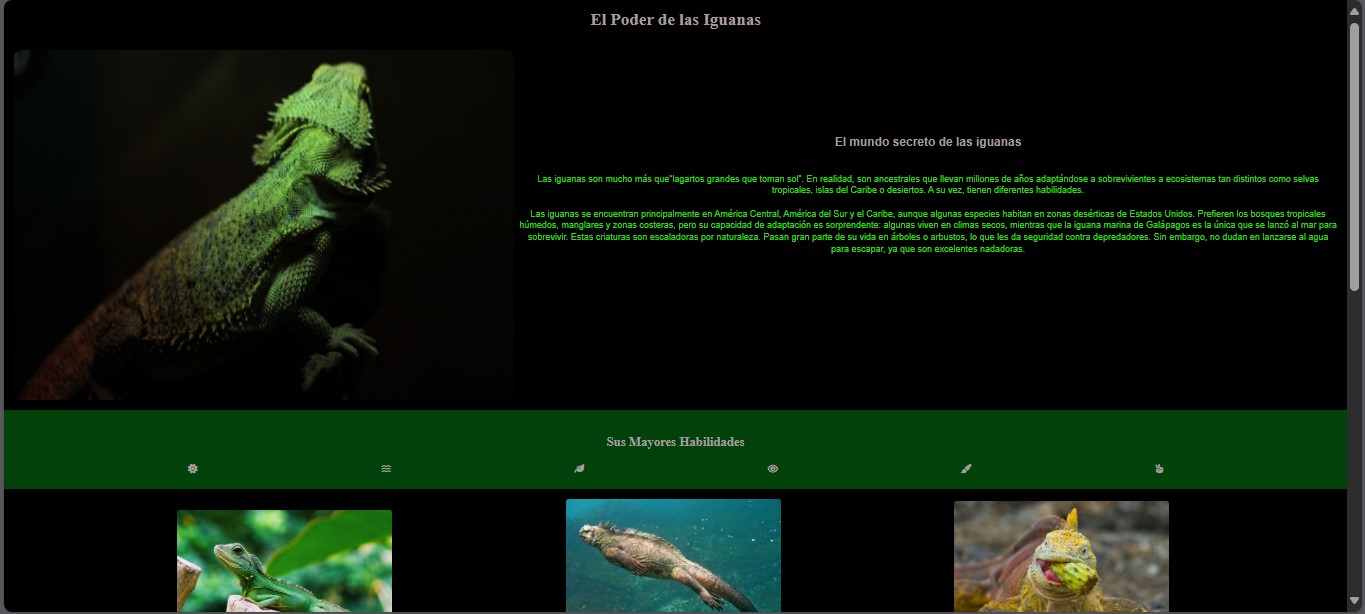 El Poder de las Iguanas
El mundo secreto de las iguanas
Las iguanas son mucho más que"lagartos grandes que toman sol". En realidad, son ancestrales que llevan millones de años adaptándose a sobrevivientes a ecosistemas tan distintos como selvas
tropicales, islas del Caribe o desiertos. A su vez, tienen diferentes habilidades.
Las iguanas se encuentran principalmente en América Central, América del Sur y el Caribe, aunque algunas especies habitan en zonas desérticas de Estados Unidos. Prefieren los bosques tropicales
húmedos, manglares y zonas costeras, pero su capacidad de adaptación es sorprendente: algunas viven en climas secos, mientras que la iguana marina de Galápagos es la única que se lanzó al mar para
sobrevivir. Estas criaturas son escaladoras por naturaleza. Pasan gran parte de su vida en árboles o arbustos, lo que les da seguridad contra depredadores. Sin embargo, no dudan en lanzarse al agua
para escapar, ya que son excelentes nadadoras.
Sus Mayores Habilidades